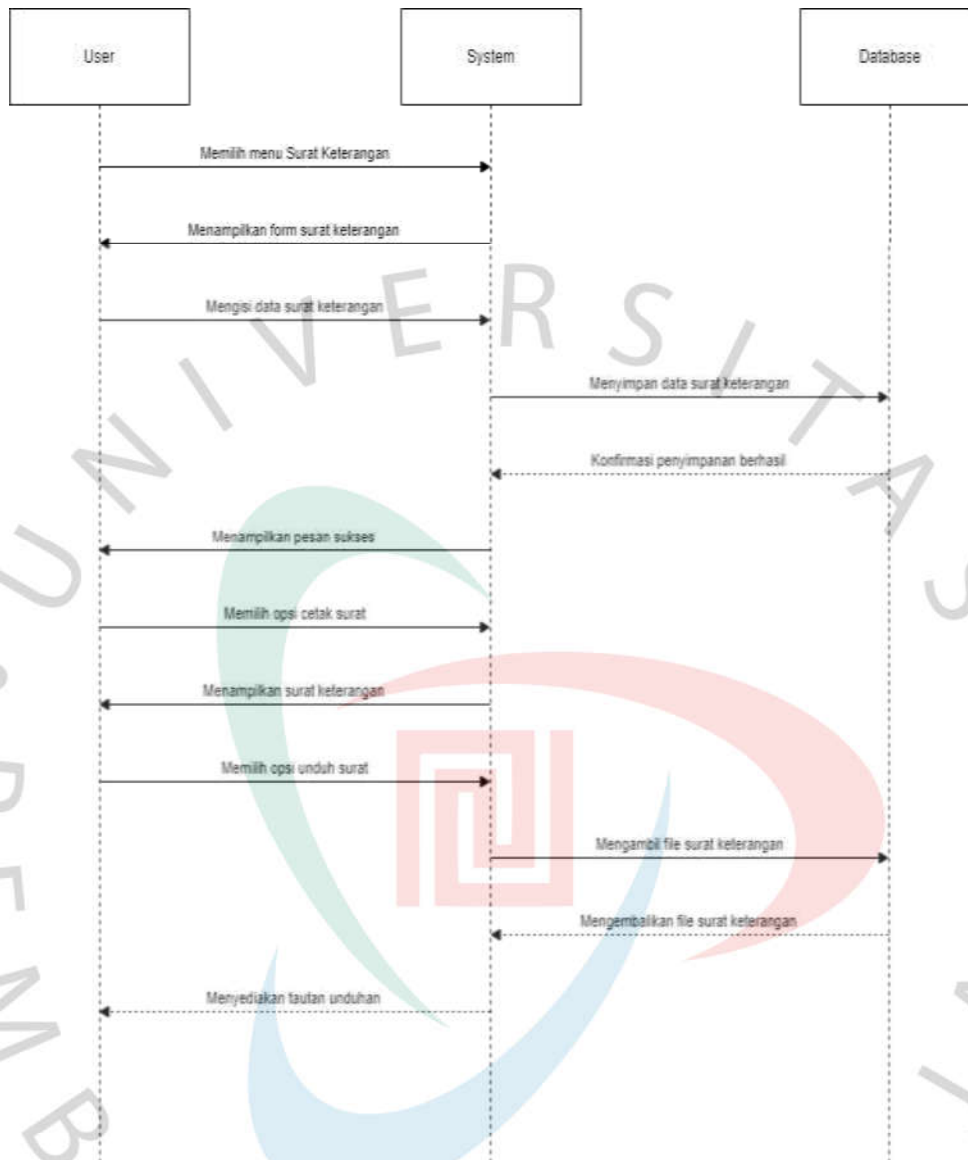 User
System
Database
Memilih menu Surat Keterangan
Menampilkan form surat keterangan
Mengisi data surat keterangan
Menyimpan data surat keterangan
Konfirmasi penyimpanan berhasil
Menampilkan pesan sukses
Memilih opsi cetak surat
Menampilkan surat keterangan
Memilih opsi unduh surat
Mengambil file surat keterangan
Mengembalikan file surat keterangan
Menyediakan tautan unduhan
UNIVERSITAS